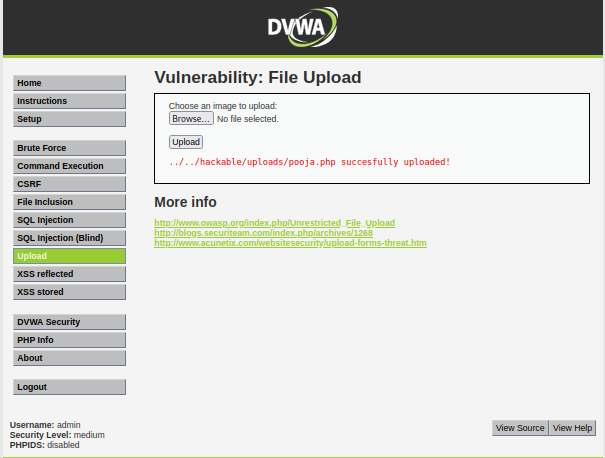 DVWA
Home
Instructions
Setup
Brute Force
Command Execution
CSRF
File Inclusion
SQL Injection
SQL Injection (Blind)
Upload
XSS reflected
XSS stored
DVWA Security
PHP Info
About
Logout
Vulnerability: File Upload
Choose an image to upload:
Browse... No file selected.
Upload
../../hackable/uploads/pooja.php succesfully uploaded!
More info
http://www.owasp.org/index.php/Unrestricted_File_Upload
http://blogs.securiteam.com/index.php/archives/1268
http://www.acunetix.com/websitesecurity/upload-forms-threat.htm
Username: admin
Security Level: medium
PHPIDS: disabled
View Source View Help